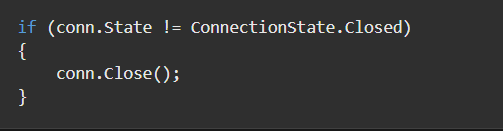 if (conn.State != ConnectionState.Closed)
{
    conn.Close();
}